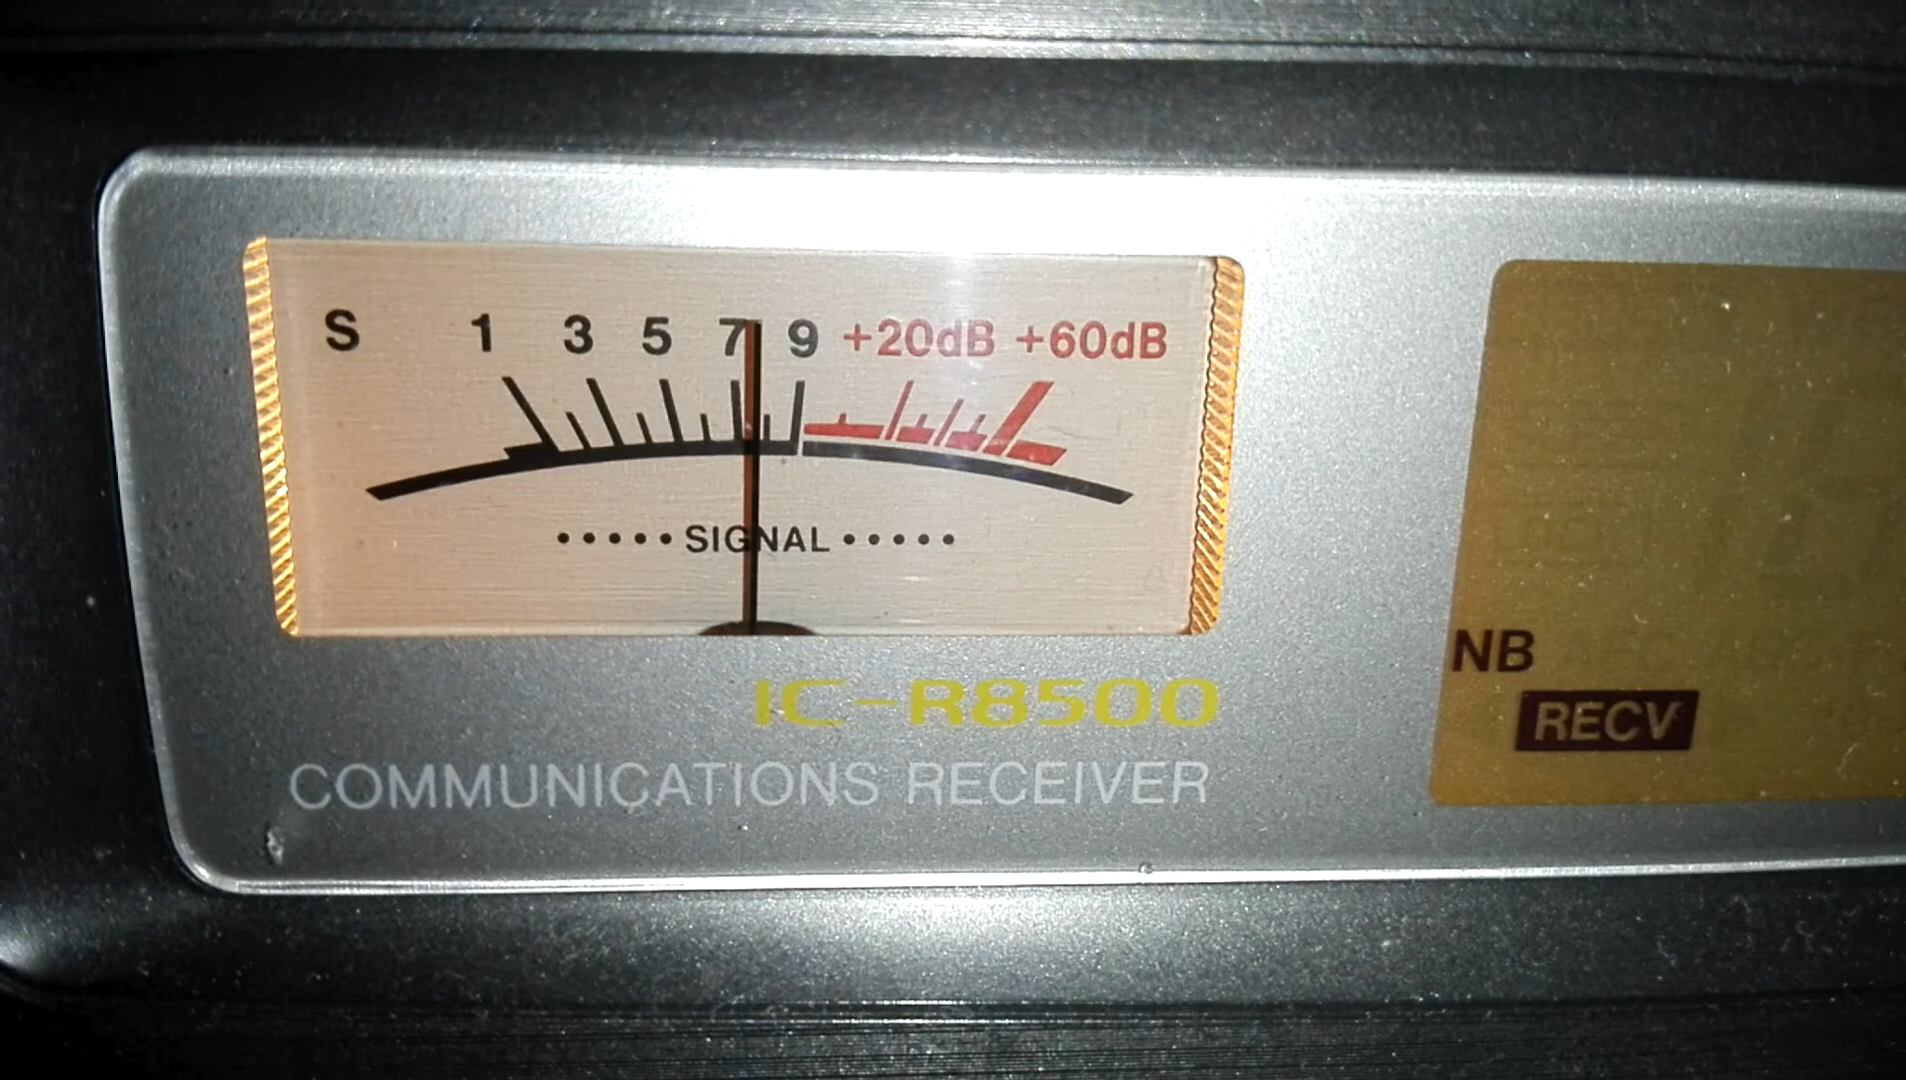 S 1 3 5 7 9 +20dB +60dB
•••••SIGNAL•••••
IC-R8500
COMMUNICATIONS RECEIVER
NB
RECV